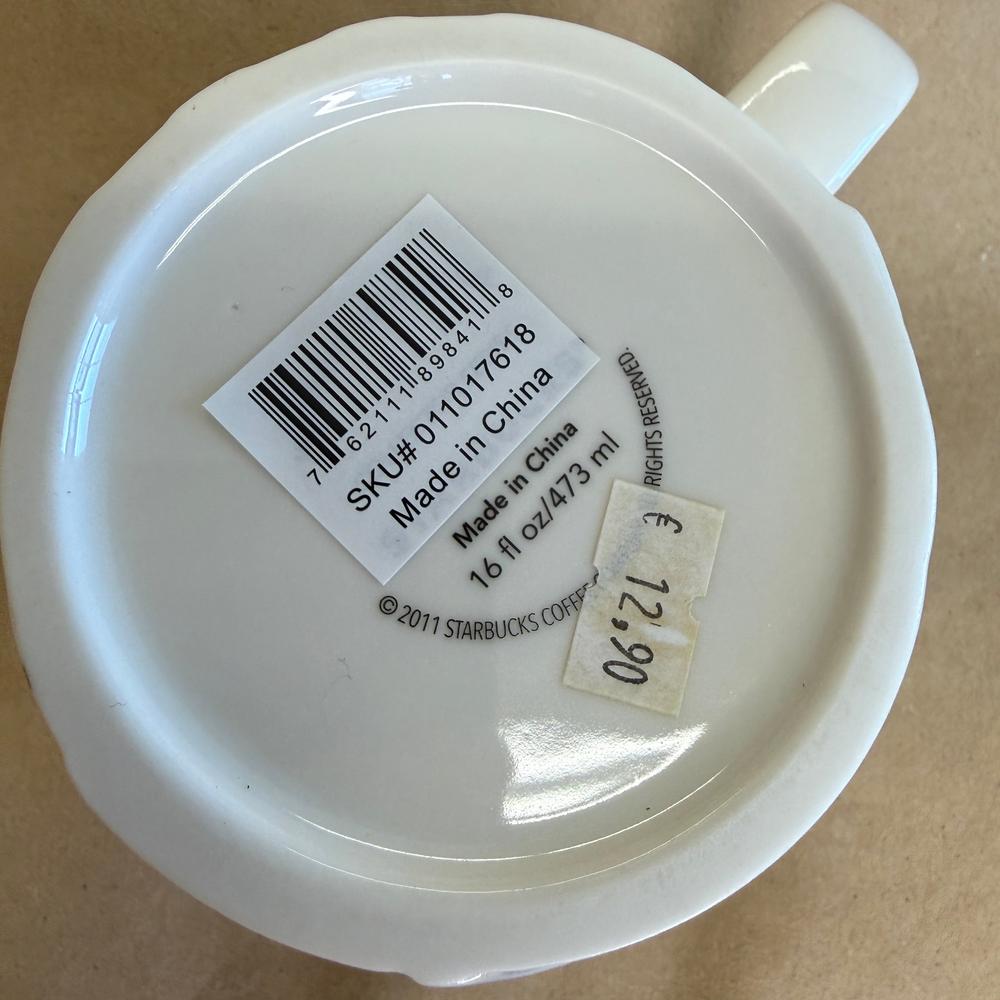 7 62111 89841 8
SKU# 011017618
Made in China
Made in China
16 fl oz/473 ml
© 2011 STARBUCKS COFFEE
RIGHTS RESERVED.
€ 12,90